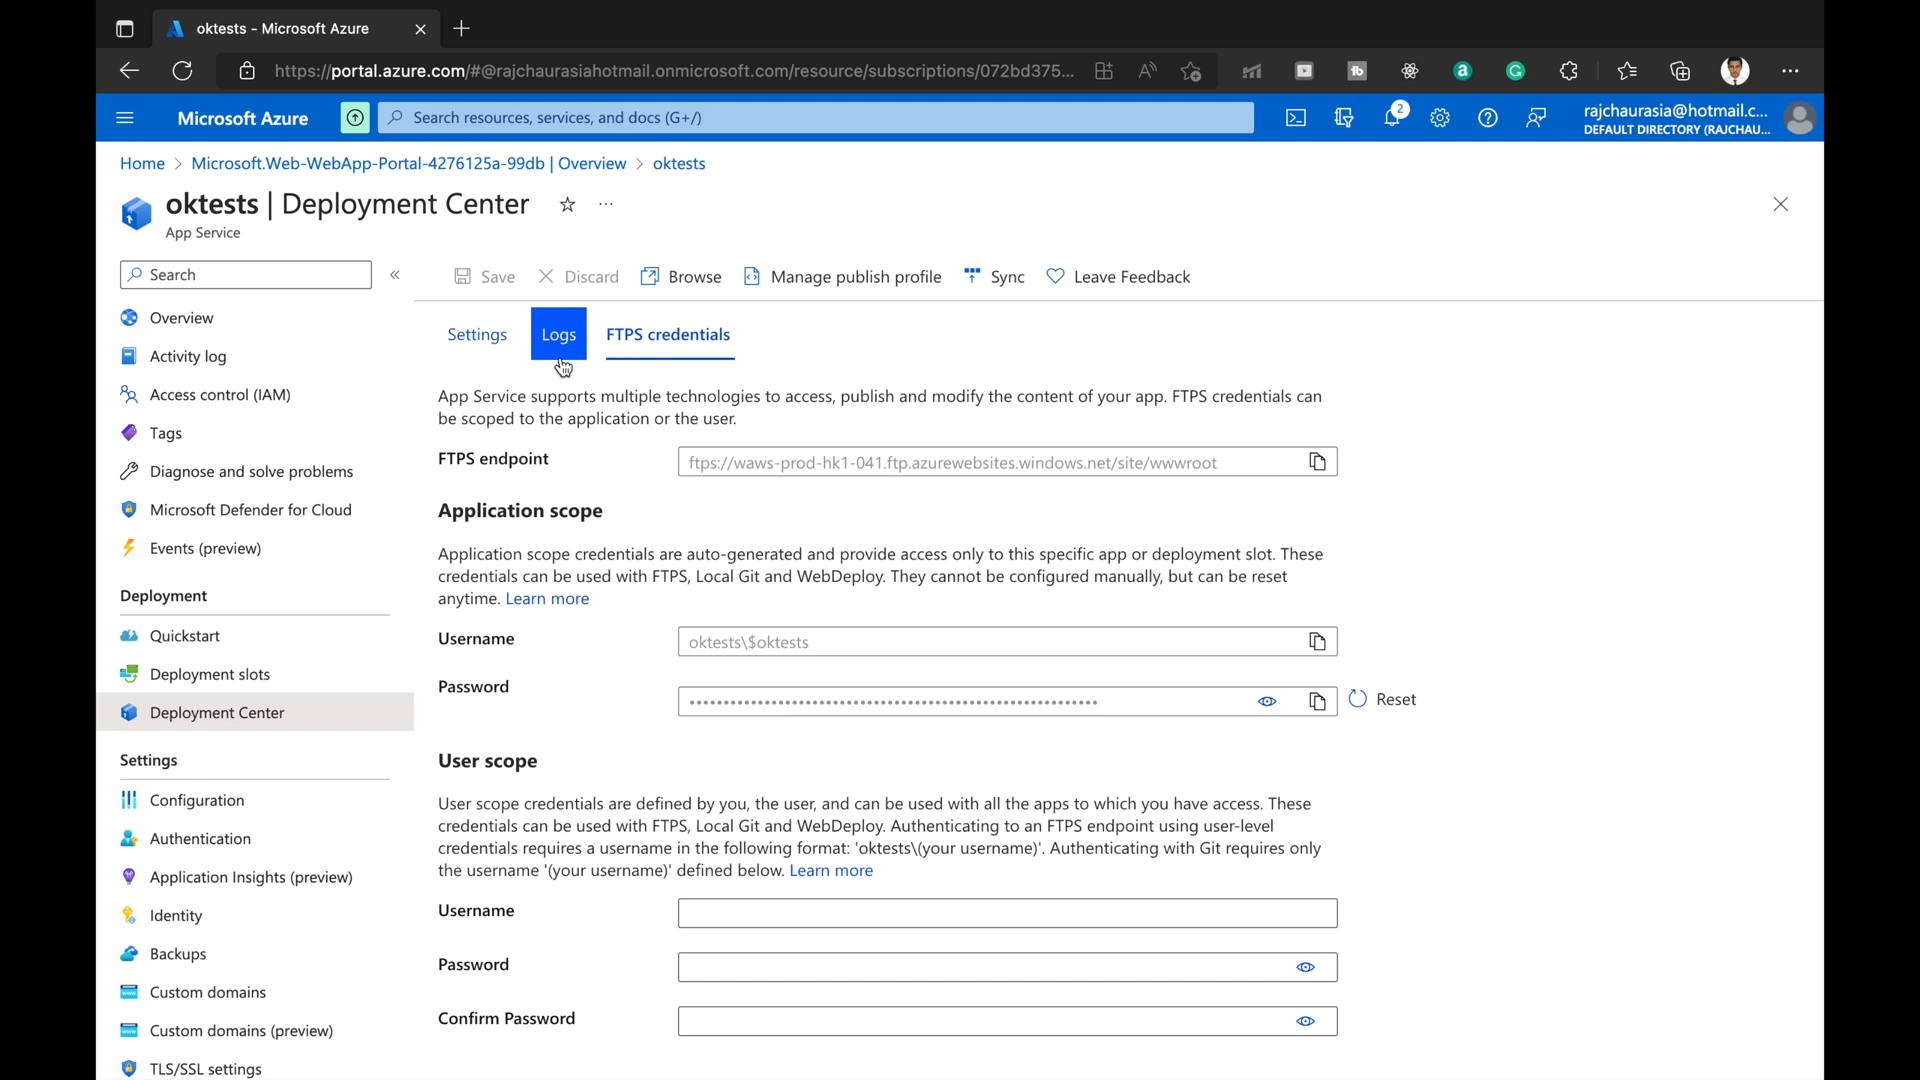 oktests - Microsoft Azure
https://portal.azure.com/#@rajchaurasiahotmail.onmicrosoft.com/resource/subscriptions/072bd375...
Microsoft Azure
Search resources, services, and docs (G+/)
2
rajchaurasia@hotmail.c...
DEFAULT DIRECTORY (RAJCHAU...
Home > Microsoft.Web-WebApp-Portal-4276125a-99db | Overview > oktests
oktests | Deployment Center
App Service
Search
Save
Discard
Browse
Manage publish profile
Sync
Leave Feedback
Overview
Activity log
Access control (IAM)
Tags
Diagnose and solve problems
Microsoft Defender for Cloud
Events (preview)
Deployment
Quickstart
Deployment slots
Deployment Center
Settings
Configuration
Authentication
Application Insights (preview)
Identity
Backups
Custom domains
Custom domains (preview)
TLS/SSL settings
Settings
Logs
FTPS credentials
App Service supports multiple technologies to access, publish and modify the content of your app. FTPS credentials can
be scoped to the application or the user.
FTPS endpoint
ftps://waws-prod-hk1-041.ftp.azurewebsites.windows.net/site/wwwroot
Application scope
Application scope credentials are auto-generated and provide access only to this specific app or deployment slot. These
credentials can be used with FTPS, Local Git and WebDeploy. They cannot be configured manually, but can be reset
anytime. Learn more
Username
oktests\$oktests
Password
Reset
User scope
User scope credentials are defined by you, the user, and can be used with all the apps to which you have access. These
credentials can be used with FTPS, Local Git and WebDeploy. Authenticating to an FTPS endpoint using user-level
credentials requires a username in the following format: 'oktests\(your username)'. Authenticating with Git requires only
the username '(your username)' defined below. Learn more
Username
Password
Confirm Password